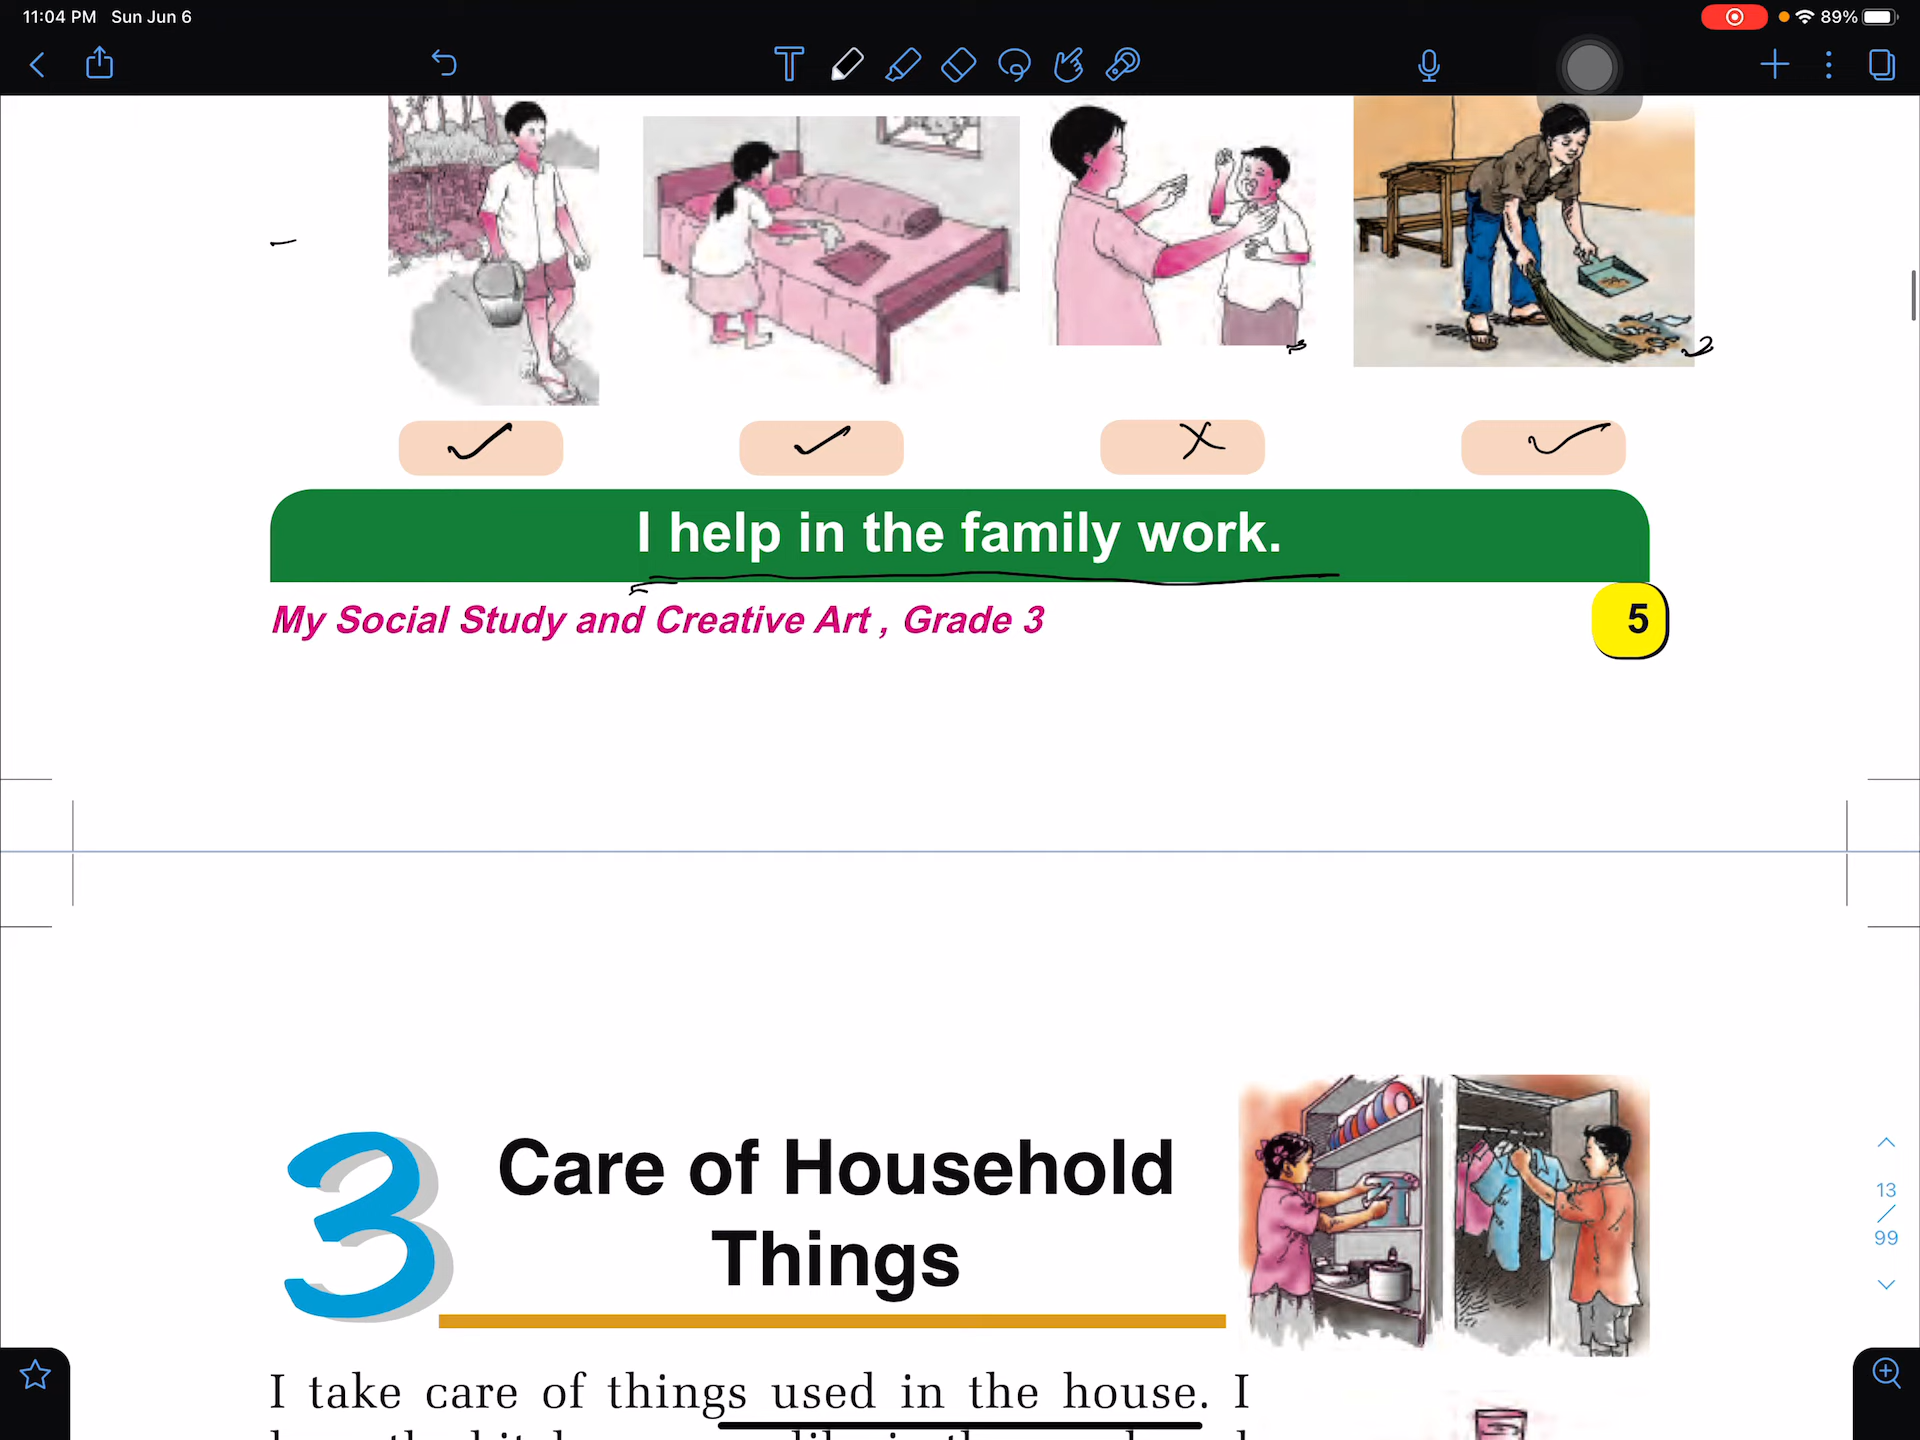 11:04 PM Sun Jun 6
89%
I help in the family work.
My Social Study and Creative Art , Grade 3
5
3
Care of Household
Things
13
/
99
I take care of things used in the house. I